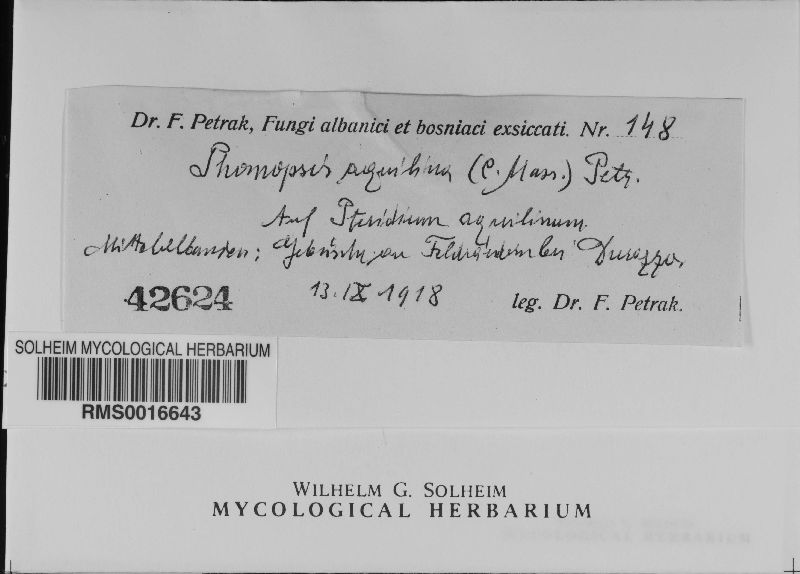 Dr. F. Petrak, Fungi albanici et bosniaci exsiccati. Nr. 148
Phomopsis aquilina (C. Mass.) Petr.
Auf Pteridium aquilinum.
Mittelalbanien; Gebüsch an Feldrändern bei Durazzo,
42624 13. IX. 1918 leg. Dr. F. Petrak.
SOLHEIM MYCOLOGICAL HERBARIUM
RMS0016643
WILHELM G. SOLHEIM
MYCOLOGICAL HERBARIUM